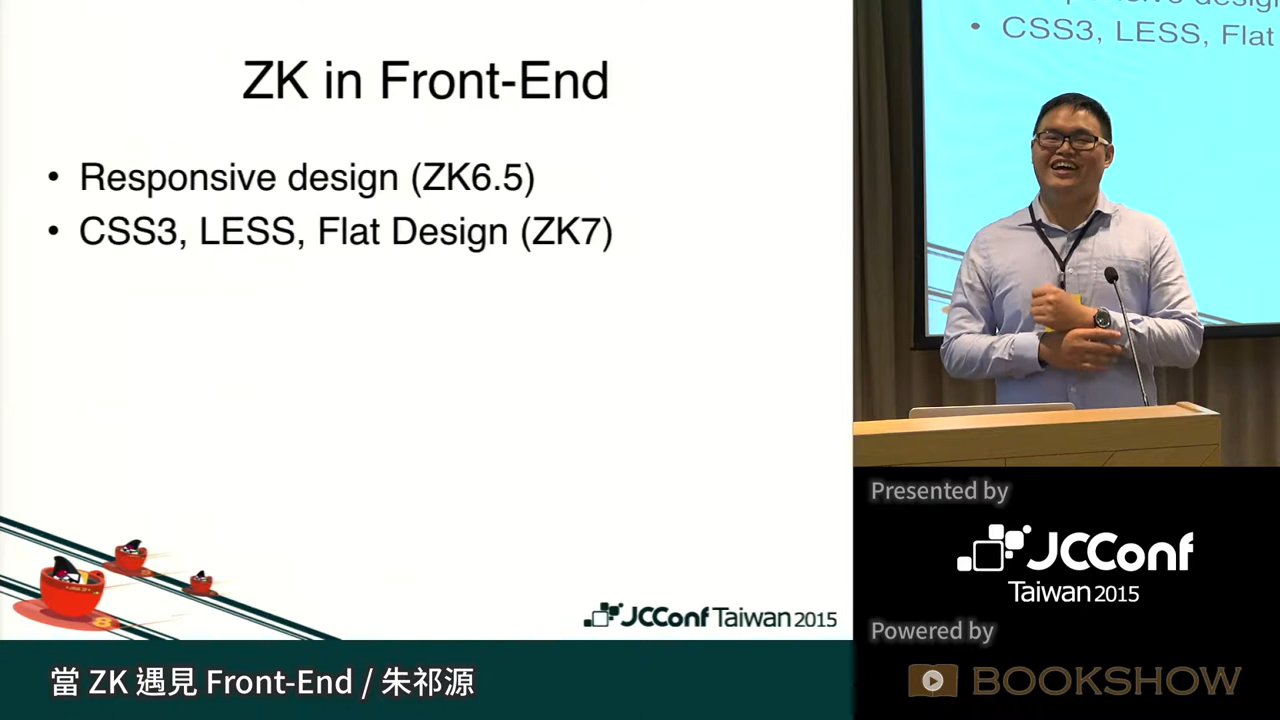 ZK in Front-End
• Responsive design (ZK6.5)
• CSS3, LESS, Flat Design (ZK7)
JCConf Taiwan 2015
當 ZK 遇見 Front-End / 朱祁源
• CSS3, LESS, Flat
Presented by
JCConf
Taiwan 2015
Powered by
BOOKSHOW